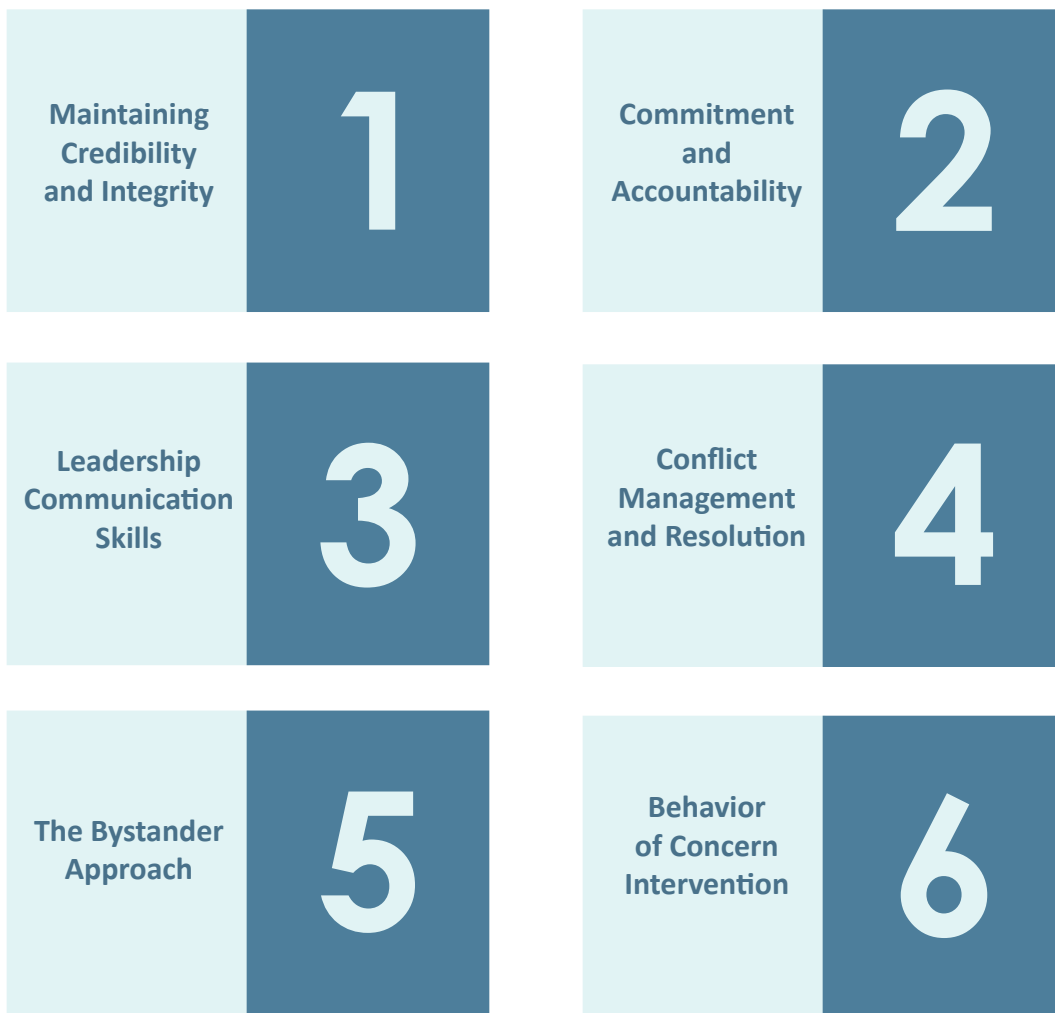 Maintaining
Credibility
and Integrity
1
Commitment
and
Accountability
2
Leadership
Communication
Skills
3
Conflict
Management
and Resolution
4
The Bystander
Approach
5
Behavior
of Concern
Intervention
6